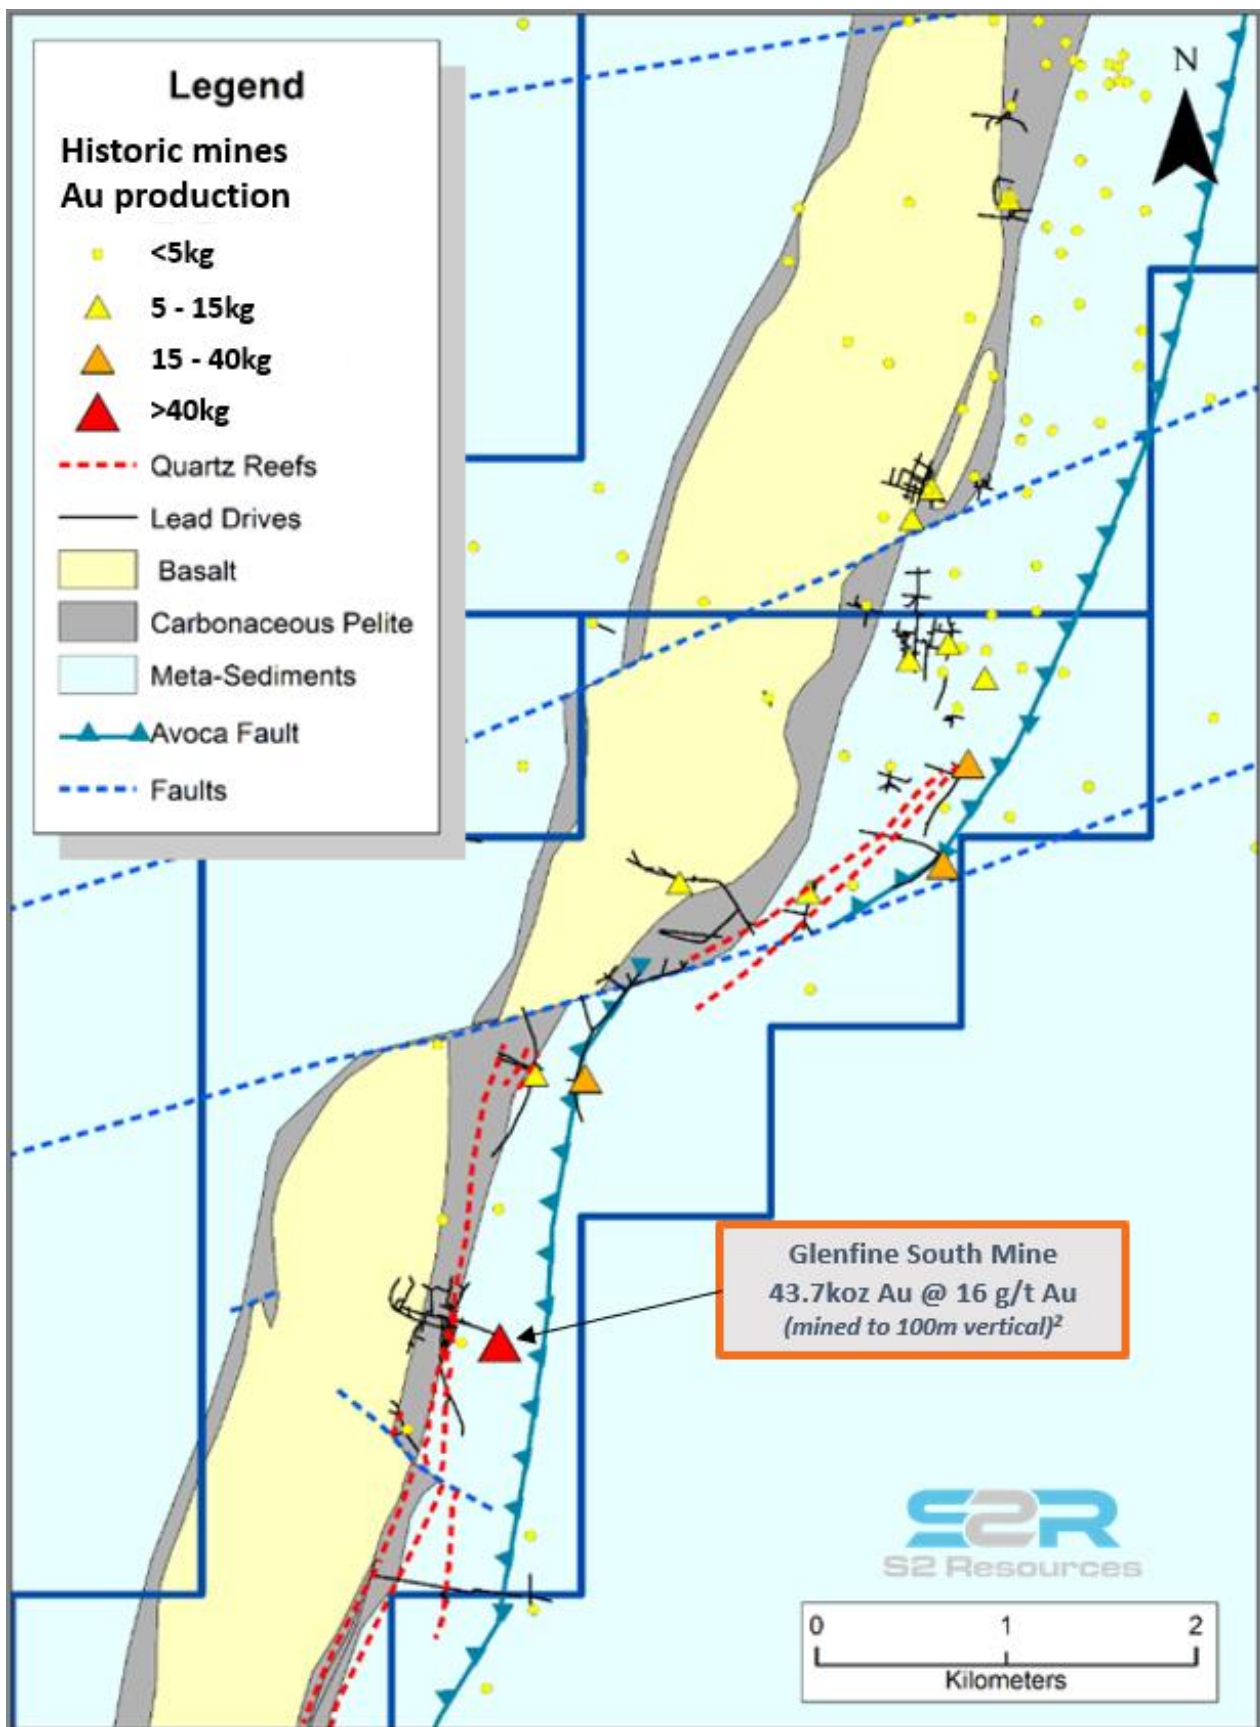 Legend
Historic mines
Au production
<5kg
5 - 15kg
15 - 40kg
>40kg
Quartz Reefs
Lead Drives
Basalt
Carbonaceous Pelite
Meta-Sediments
Avoca Fault
Faults
N
Glenfine South Mine
43.7koz Au @ 16 g/t Au
(mined to 100m vertical)²
S2R
S2 Resources
0 1 2
Kilometers